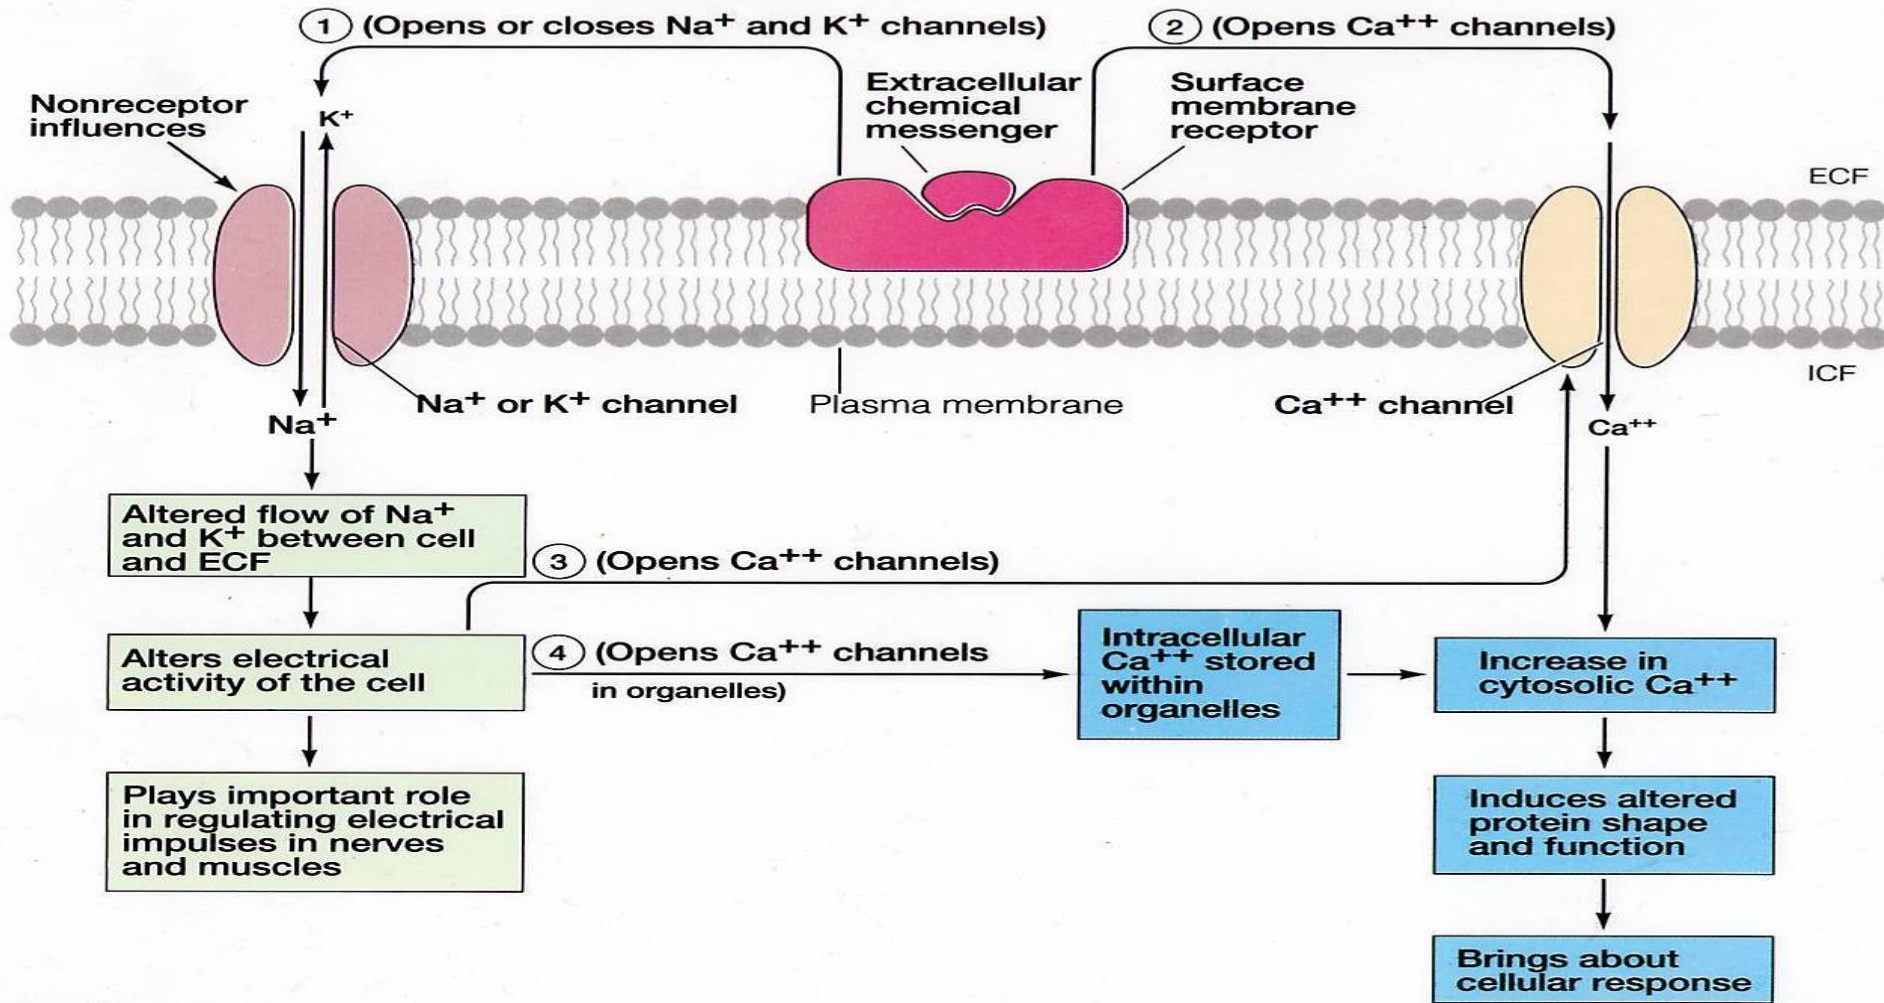 1 (Opens or closes Na⁺ and K⁺ channels)
2 (Opens Ca⁺⁺ channels)
Nonreceptor
influences
K⁺
Extracellular
chemical
messenger
Surface
membrane
receptor
ECF
ICF
Na⁺
Na⁺ or K⁺ channel
Plasma membrane
Ca⁺⁺ channel
Ca⁺⁺
Altered flow of Na⁺
and K⁺ between cell
and ECF
3 (Opens Ca⁺⁺ channels)
Alters electrical
activity of the cell
4 (Opens Ca⁺⁺ channels
in organelles)
Intracellular
Ca⁺⁺ stored
within
organelles
Increase in
cytosolic Ca⁺⁺
Plays important role
in regulating electrical
impulses in nerves
and muscles
Induces altered
protein shape
and function
Brings about
cellular response